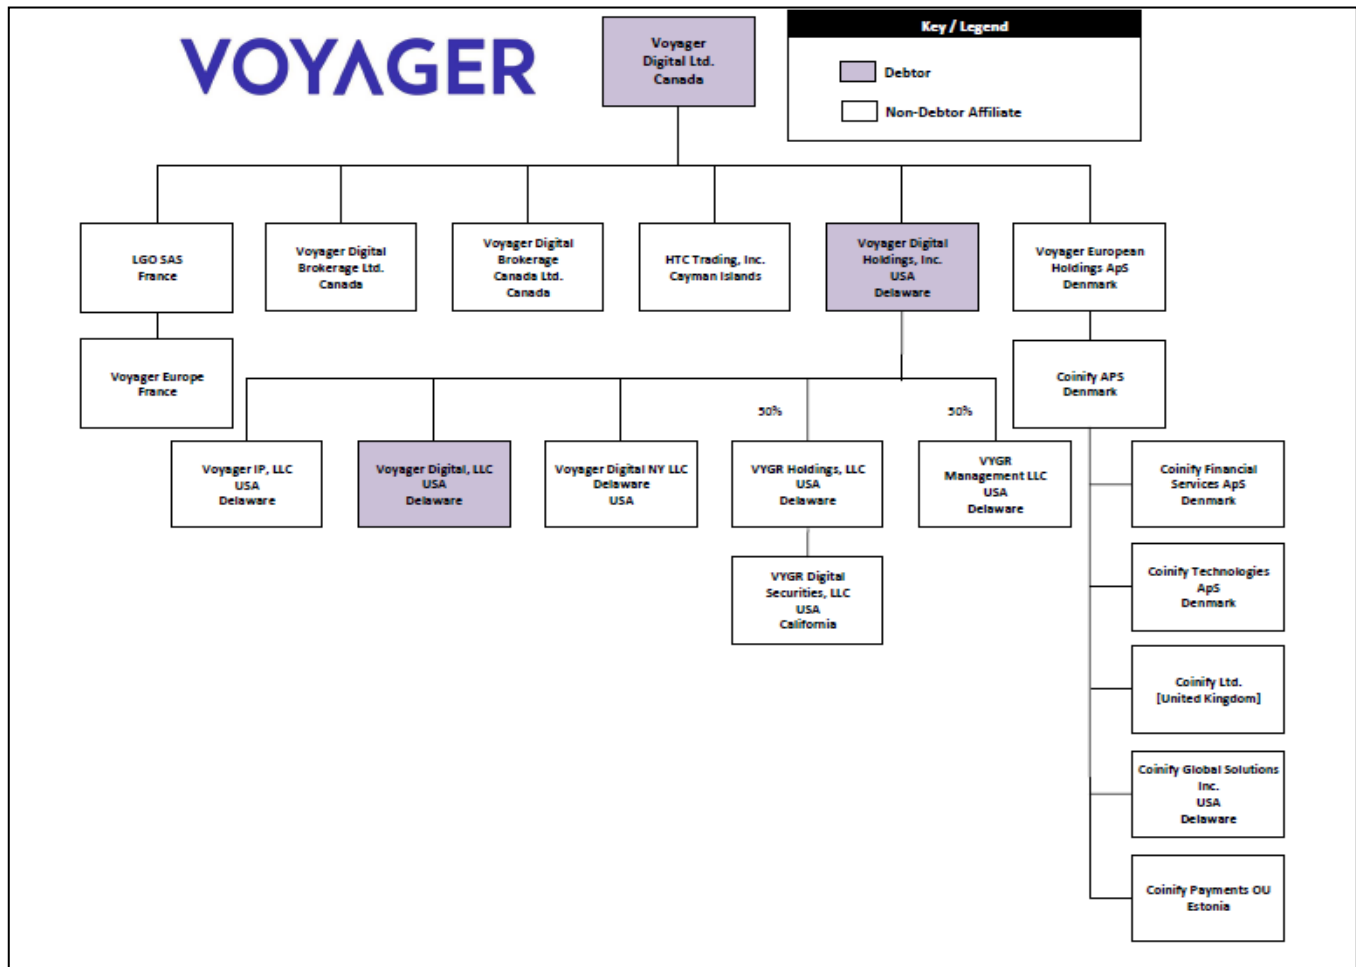 VOYAGER
Voyager
Digital Ltd.
Canada
Key / Legend
Debtor
Non-Debtor Affiliate
LGO SAS
France
Voyager Digital
Brokerage Ltd.
Canada
Voyager Digital
Brokerage
Canada Ltd.
Canada
HTC Trading, Inc.
Cayman Islands
Voyager Digital
Holdings, Inc.
USA
Delaware
Voyager European
Holdings ApS
Denmark
Voyager Europe
France
Coinify APS
Denmark
50%
50%
Voyager IP, LLC
USA
Delaware
Voyager Digital, LLC
USA
Delaware
Voyager Digital NY LLC
Delaware
USA
VYGR Holdings, LLC
USA
Delaware
VYGR
Management LLC
USA
Delaware
Coinify Financial
Services ApS
Denmark
VYGR Digital
Securities, LLC
USA
California
Coinify Technologies
ApS
Denmark
Coinify Ltd.
[United Kingdom]
Coinify Global Solutions
Inc.
USA
Delaware
Coinify Payments OU
Estonia